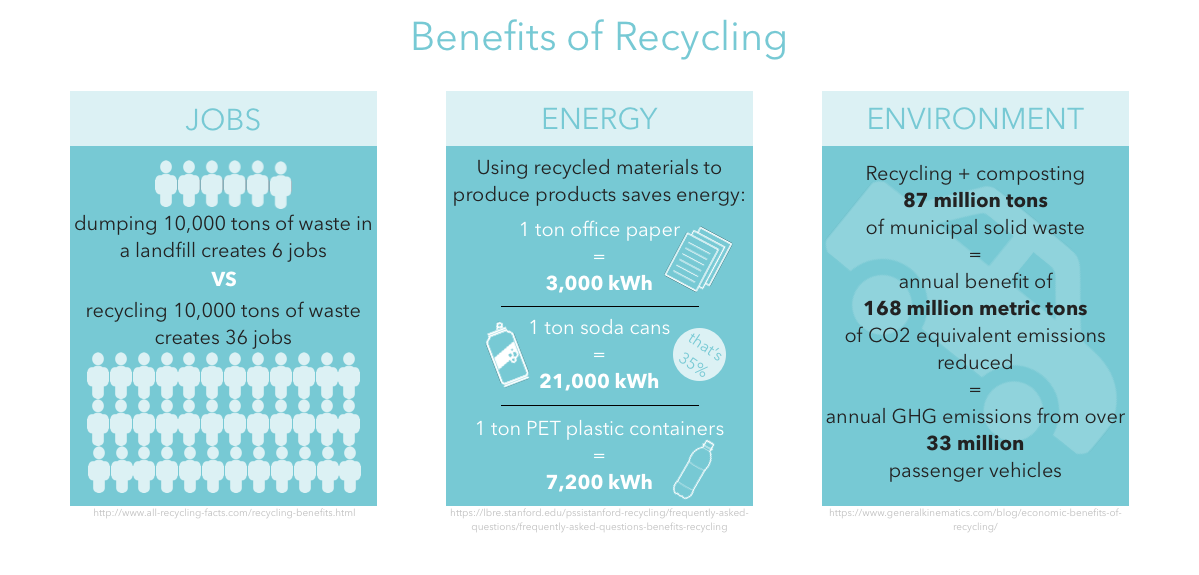 Benefits of Recycling
JOBS
dumping 10,000 tons of waste in
a landfill creates 6 jobs
VS
recycling 10,000 tons of waste
creates 36 jobs
http://www.all-recycling-facts.com/recycling-benefits.html
ENERGY
Using recycled materials to
produce products saves energy:
1 ton office paper
=
3,000 kWh
1 ton soda cans
=
21,000 kWh
that's
35%
1 ton PET plastic containers
=
7,200 kWh
https://lbre.stanford.edu/pssistanford-recycling/frequently-asked-
questions/frequently-asked-questions-benefits-recycling
ENVIRONMENT
Recycling + composting
87 million tons
of municipal solid waste
=
annual benefit of
168 million metric tons
of CO2 equivalent emissions
reduced
=
annual GHG emissions from over
33 million
passenger vehicles
https://www.generalkinematics.com/blog/economic-benefits-of-
recycling/